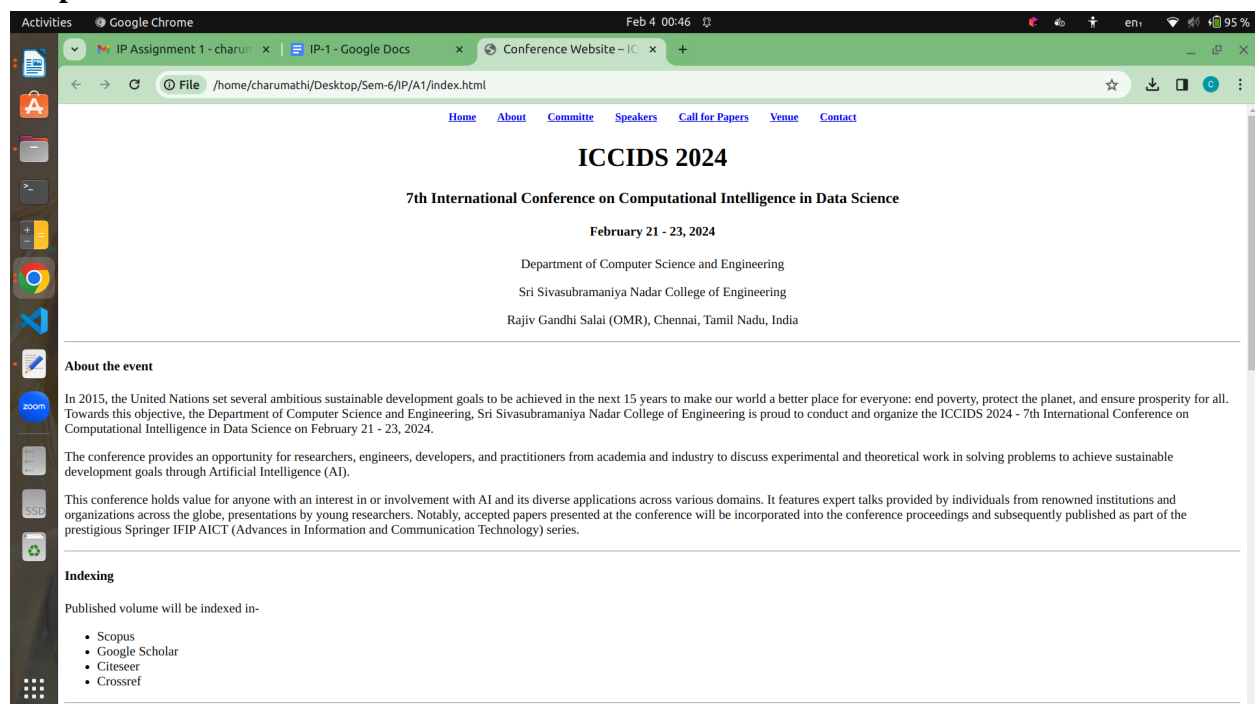 Activities Google Chrome Feb 4 00:46 en₁ 95 %
IP Assignment 1 - charum IP-1 - Google Docs Conference Website – IC
File /home/charumathi/Desktop/Sem-6/IP/A1/index.html C
Home About Committe Speakers Call for Papers Venue Contact
ICCIDS 2024
7th International Conference on Computational Intelligence in Data Science
February 21 - 23, 2024
Department of Computer Science and Engineering
Sri Sivasubramaniya Nadar College of Engineering
Rajiv Gandhi Salai (OMR), Chennai, Tamil Nadu, India
About the event
In 2015, the United Nations set several ambitious sustainable development goals to be achieved in the next 15 years to make our world a better place for everyone: end poverty, protect the planet, and ensure prosperity for all.
Towards this objective, the Department of Computer Science and Engineering, Sri Sivasubramaniya Nadar College of Engineering is proud to conduct and organize the ICCIDS 2024 - 7th International Conference on
Computational Intelligence in Data Science on February 21 - 23, 2024.
The conference provides an opportunity for researchers, engineers, developers, and practitioners from academia and industry to discuss experimental and theoretical work in solving problems to achieve sustainable
development goals through Artificial Intelligence (AI).
This conference holds value for anyone with an interest in or involvement with AI and its diverse applications across various domains. It features expert talks provided by individuals from renowned institutions and
organizations across the globe, presentations by young researchers. Notably, accepted papers presented at the conference will be incorporated into the conference proceedings and subsequently published as part of the
prestigious Springer IFIP AICT (Advances in Information and Communication Technology) series.
Indexing
Published volume will be indexed in-
Scopus
Google Scholar
Citeseer
Crossref
zoom
SSD